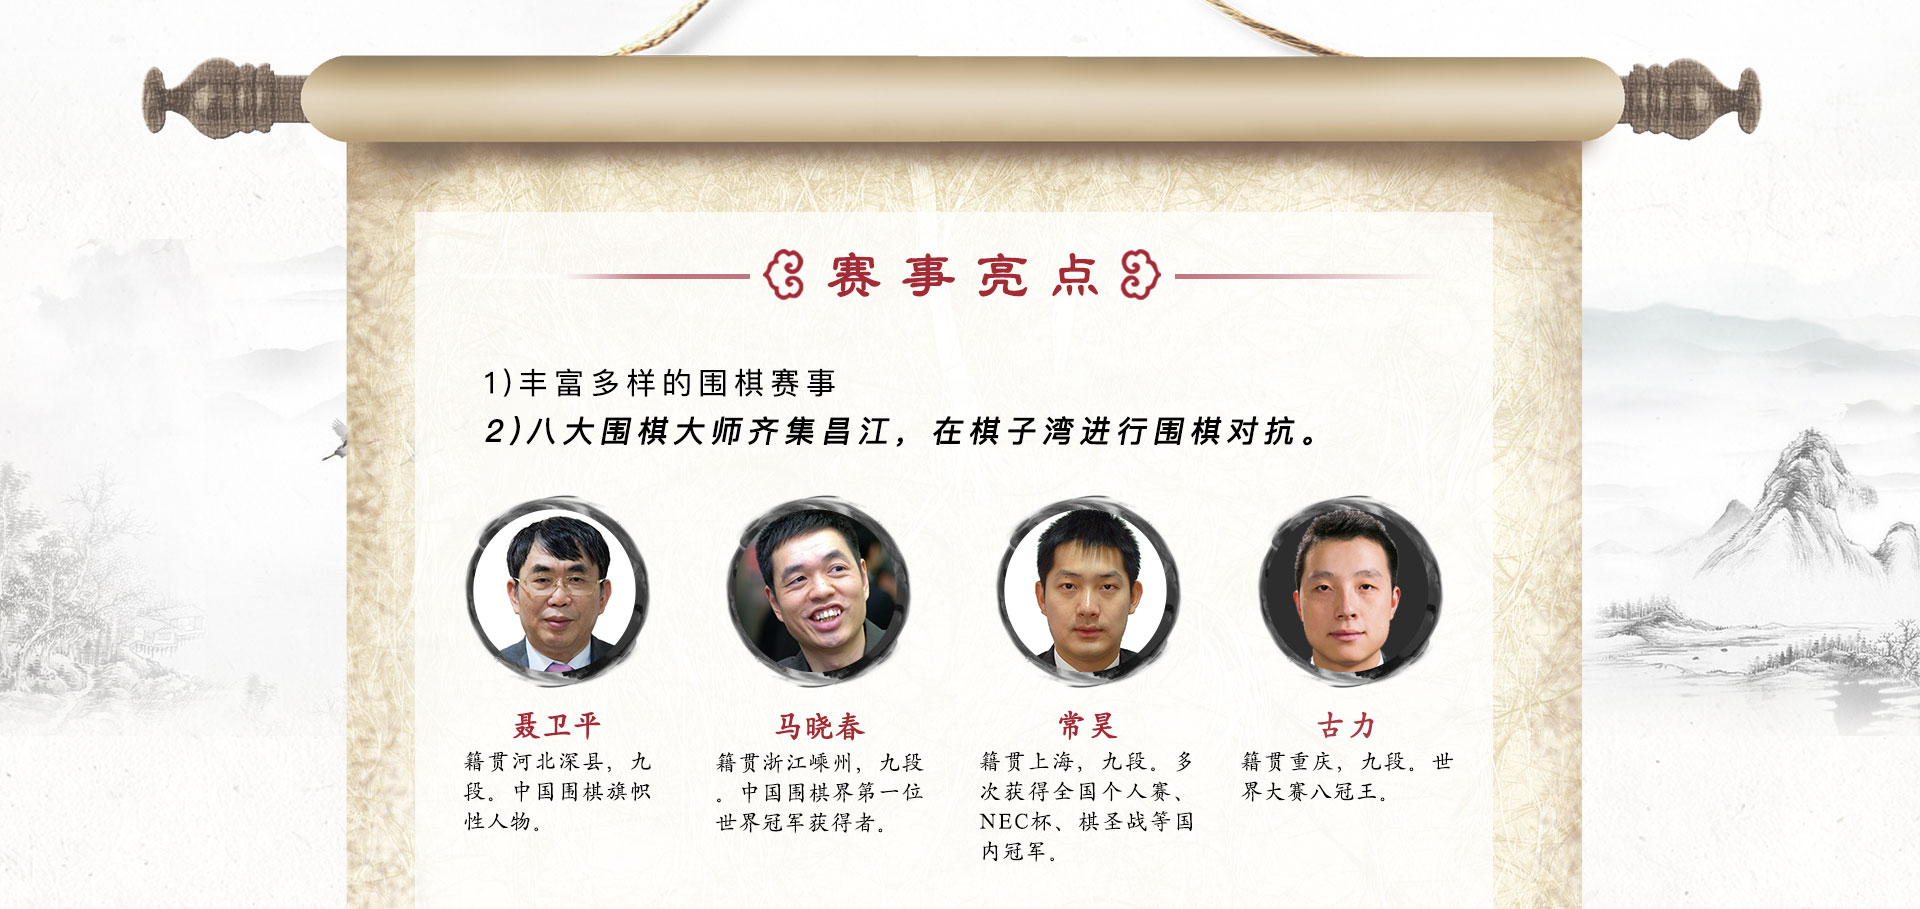 赛事亮点
1)丰富多样的围棋赛事
2)八大围棋大师齐集昌江，在棋子湾进行围棋对抗。
聂卫平
籍贯河北深县，九
段。中国围棋旗帜
性人物。
马晓春
籍贯浙江嵊州，九段
。中国围棋界第一位
世界冠军获得者。
常昊
籍贯上海，九段。多
次获得全国个人赛、
NEC杯、棋圣战等国
内冠军。
古力
籍贯重庆，九段。世
界大赛八冠王。